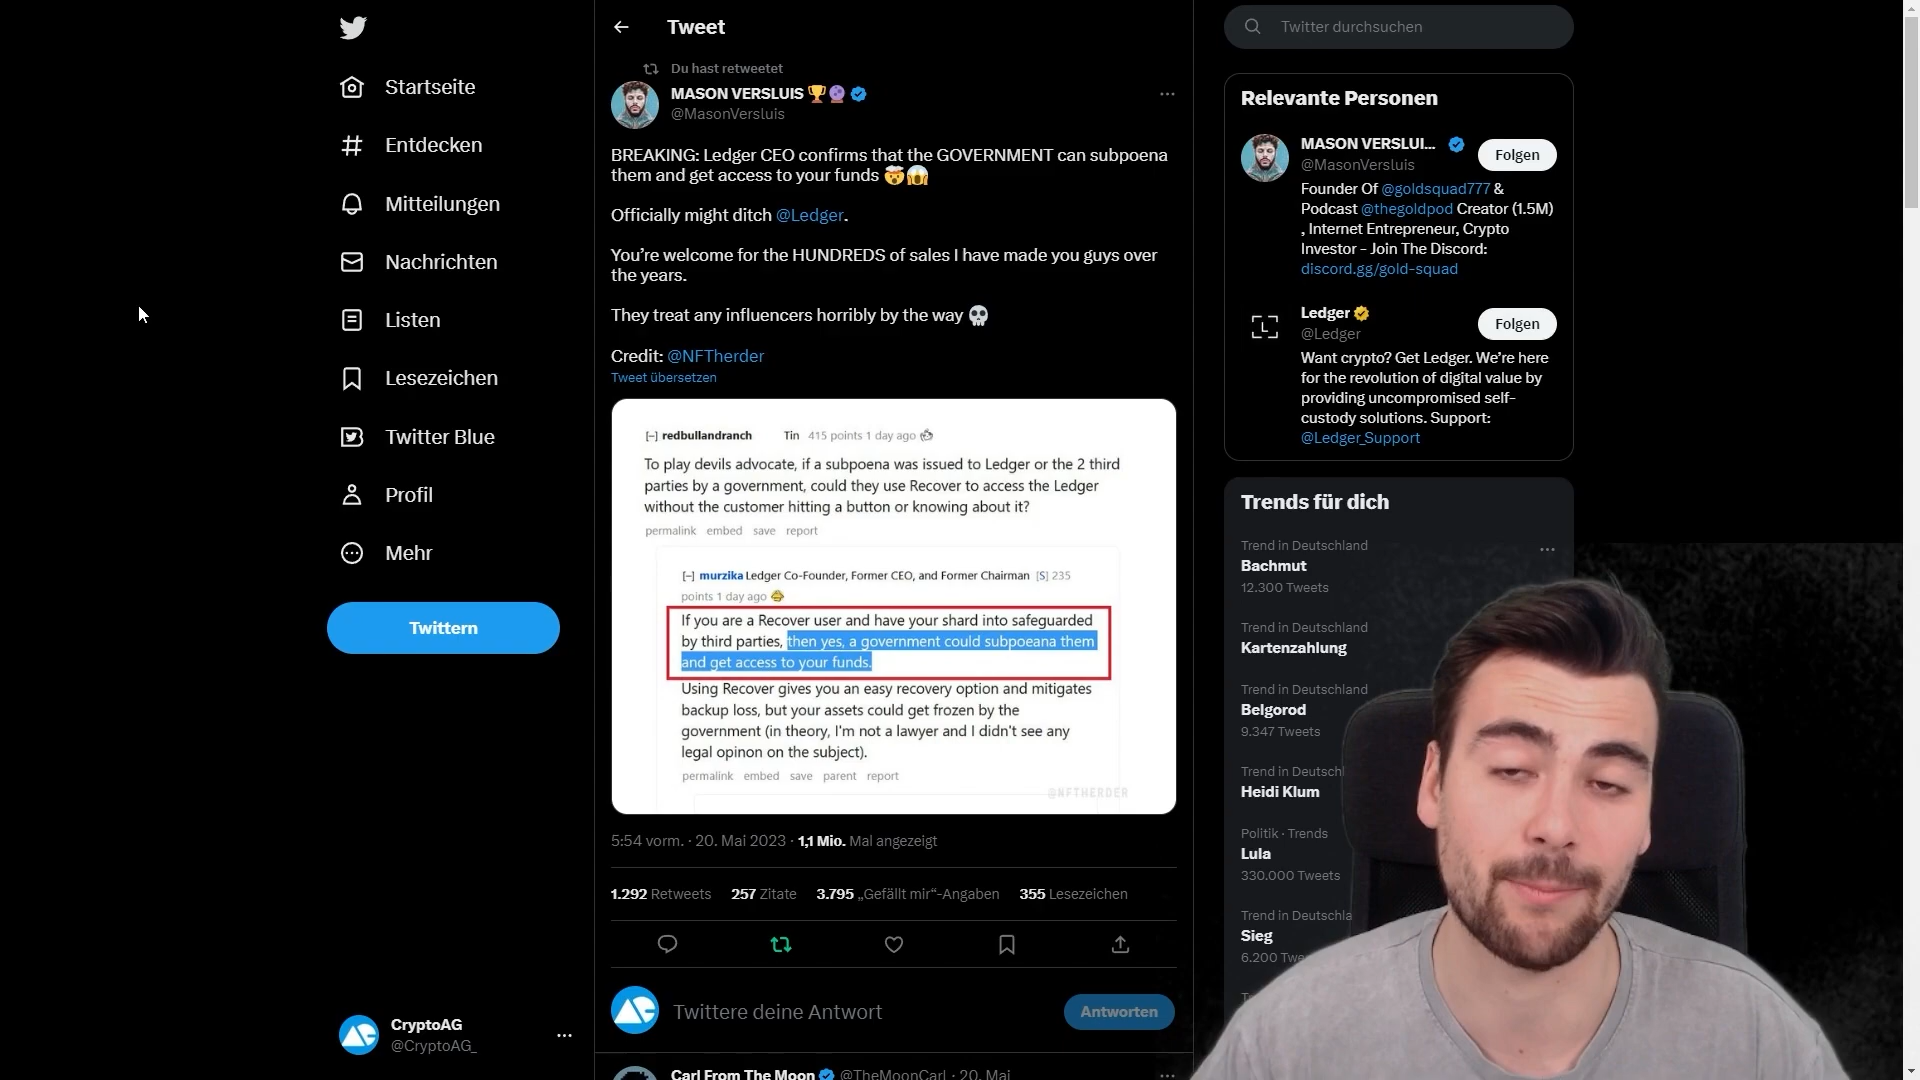 Startseite
Entdecken
Mitteilungen
Nachrichten
Listen
Lesezeichen
Twitter Blue
Profil
Mehr
Twittern
CryptoAG
@CryptoAG_
Tweet
Du hast retweetet
MASON VERSLUIS
@MasonVersluis
BREAKING: Ledger CEO confirms that the GOVERNMENT can subpoena
them and get access to your funds
Officially might ditch @Ledger.
You’re welcome for the HUNDREDS of sales I have made you guys over
the years.
They treat any influencers horribly by the way
Credit: @NFTherder
Tweet übersetzen
[-] redbullandranch Tin 415 points 1 day ago
To play devils advocate, if a subpoena was issued to Ledger or the 2 third
parties by a government, could they use Recover to access the Ledger
without the customer hitting a button or knowing about it?
permalink embed save report
[-] murzika Ledger Co-Founder, Former CEO, and Former Chairman [S] 235
points 1 day ago
If you are a Recover user and have your shard into safeguarded
by third parties, then yes, a government could subpoeana them
and get access to your funds.
Using Recover gives you an easy recovery option and mitigates
backup loss, but your assets could get frozen by the
government (in theory, I'm not a lawyer and I didn't see any
legal opinon on the subject).
permalink embed save parent report
@NFTHERDER
5:54 vorm. · 20. Mai 2023 · 1,1 Mio. Mal angezeigt
1.292 Retweets 257 Zitate 3.795 „Gefällt mir“-Angaben 355 Lesezeichen
Twittere deine Antwort
Antworten
Carl From The Moon @TheMoonCarl · 20. Mai
Twitter durchsuchen
Relevante Personen
MASON VERSLUI...
@MasonVersluis
Folgen
Founder Of @goldsquad777 &
Podcast @thegoldpod Creator (1.5M)
, Internet Entrepreneur, Crypto
Investor - Join The Discord:
discord.gg/gold-squad
Ledger
@Ledger
Folgen
Want crypto? Get Ledger. We’re here
for the revolution of digital value by
providing uncompromised self-
custody solutions. Support:
@Ledger_Support
Trends für dich
Trend in Deutschland
Bachmut
12.300 Tweets
Trend in Deutschland
Kartenzahlung
Trend in Deutschland
Belgorod
9.347 Tweets
Trend in Deutschl
Heidi Klum
Politik · Trends
Lula
330.000 Tweets
Trend in Deutschla
Sieg
6.200 Twe